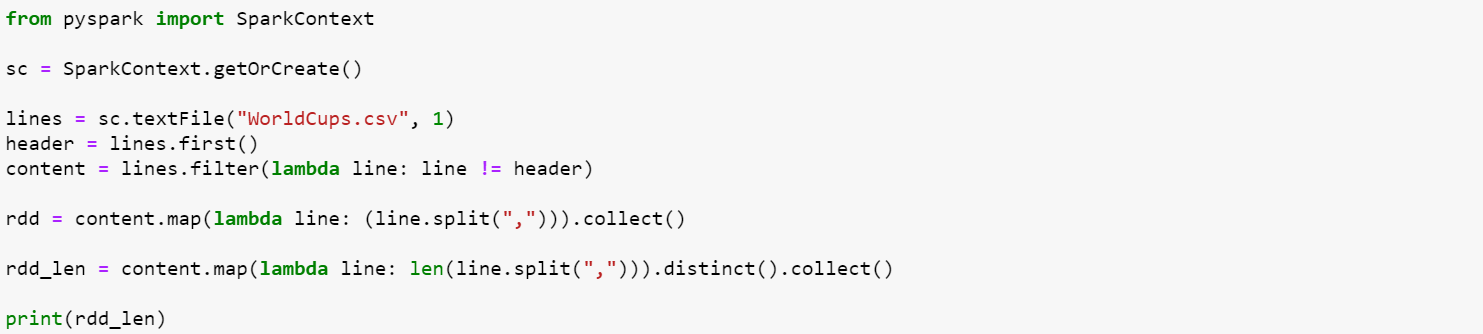 from pyspark import SparkContext
sc = SparkContext.getOrCreate()
lines = sc.textFile("WorldCups.csv", 1)
header = lines.first()
content = lines.filter(lambda line: line != header)
rdd = content.map(lambda line: (line.split(","))).collect()
rdd_len = content.map(lambda line: len(line.split(","))).distinct().collect()
print(rdd_len)